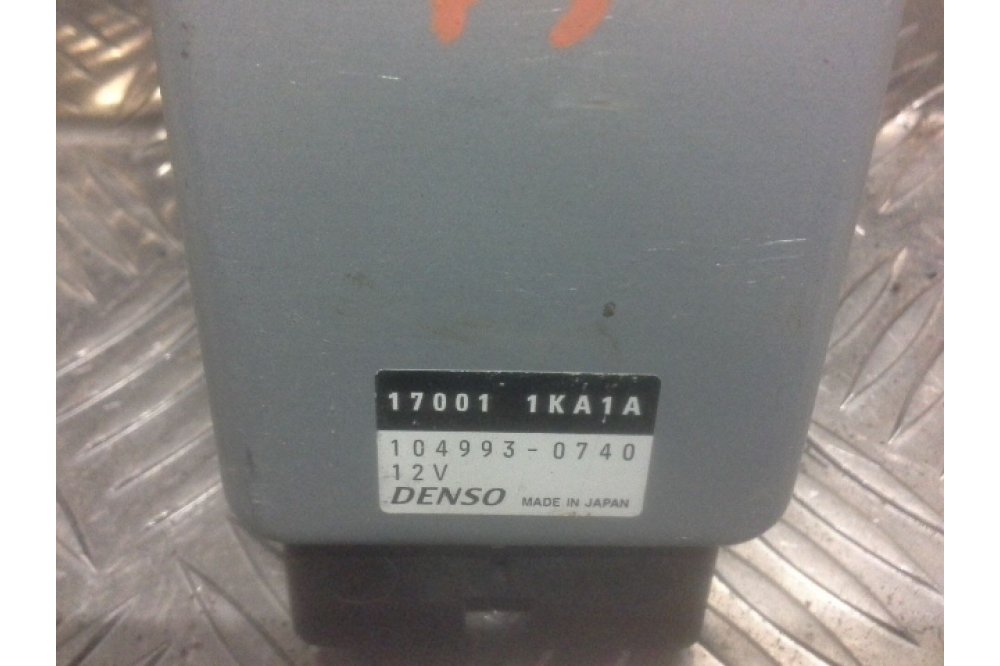 17001 1KA1A
104993-0740
12V
DENSO MADE IN JAPAN